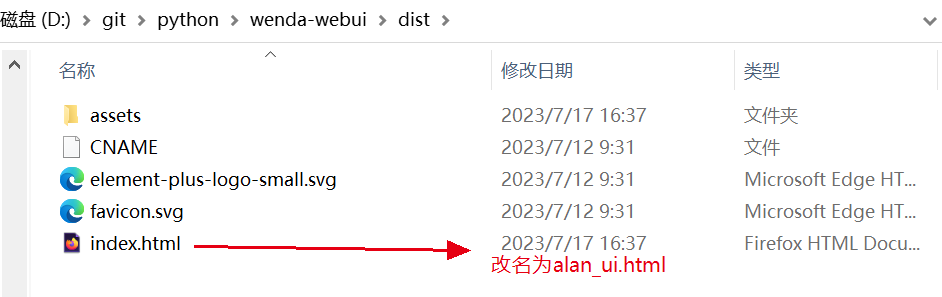 磁盘 (D:) > git > python > wenda-webui > dist >
名称 修改日期 类型
assets 2023/7/17 16:37 文件夹
CNAME 2023/7/12 9:31 文件
element-plus-logo-small.svg 2023/7/12 9:31 Microsoft Edge HT...
favicon.svg 2023/7/12 9:31 Microsoft Edge HT...
index.html 2023/7/17 16:37 Firefox HTML Docu...
改名为alan_ui.html